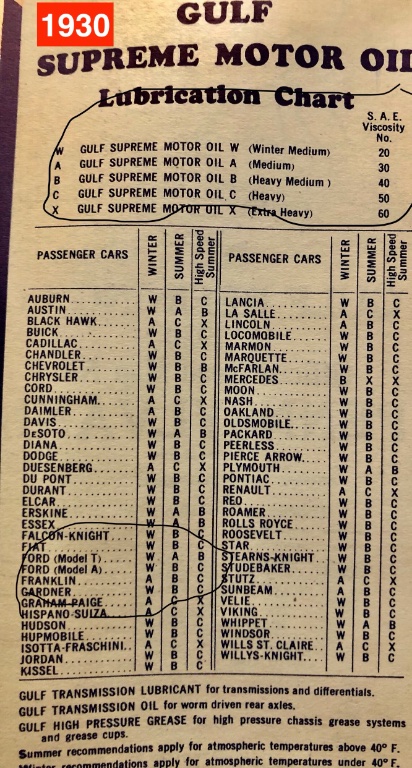 1930
GULF
SUPREME MOTOR OIL
Lubrication Chart
S. A. E.
Viscosity
No.
W GULF SUPREME MOTOR OIL W (Winter Medium) 20
A GULF SUPREME MOTOR OIL A (Medium) 30
B GULF SUPREME MOTOR OIL B (Heavy Medium) 40
C GULF SUPREME MOTOR OIL C (Heavy) 50
X GULF SUPREME MOTOR OIL X (Extra Heavy) 60
PASSENGER CARS WINTER SUMMER High Speed Summer
AUBURN W B C
AUSTIN W A B
BLACK HAWK A C X
BUICK W B C
CADILLAC A C X
CHANDLER W B C
CHEVROLET W B B
CHRYSLER W B C
CORD W B C
CUNNINGHAM A C X
DAIMLER A B C
DAVIS W B C
DeSOTO W A B
DIANA W B C
DODGE W B C
DUESENBERG A C X
DU PONT W B C
DURANT W B C
ELCAR W B C
ERSKINE W A B
ESSEX W A B
FALCON-KNIGHT W B C
FIAT W B C
FORD (Model T) W A B
FORD (Model A) W B C
FRANKLIN A B C
GARDNER W B C
GRAHAM-PAIGE A C X
HISPANO-SUIZA A C X
HUDSON W B C
HUPMOBILE W B C
ISOTTA-FRASCHINI A C X
JORDAN W B C
KISSEL W B C
PASSENGER CARS WINTER SUMMER High Speed Summer
LANCIA W B C
LA SALLE A C X
LINCOLN A B C
LOCOMOBILE W B C
MARMON W B C
MARQUETTE W B C
McFARLAN W B C
MERCEDES B X X
MOON W B C
NASH W B C
OAKLAND W B C
OLDSMOBILE W B C
PACKARD W B C
PEERLESS W B C
PIERCE ARROW W B C
PLYMOUTH W A B
PONTIAC W B C
RENAULT A C X
REO W B C
ROAMER W B C
ROLLS ROYCE W B C
ROOSEVELT W B C
STAR W B C
STEARNS-KNIGHT W B C
STUDEBAKER W B C
STUTZ A C X
SUNBEAM A B C
VELIE W B C
VIKING W B C
WHIPPET W A B
WINDSOR W B C
WILLS ST. CLAIRE A C X
WILLYS-KNIGHT W B C
GULF TRANSMISSION LUBRICANT for transmissions and differentials.
GULF TRANSMISSION OIL for worm driven rear axles.
GULF HIGH PRESSURE GREASE for high pressure chassis grease systems
and grease cups.
Summer recommendations apply for atmospheric temperatures above 40° F.
Winter recommendations apply for atmospheric temperatures under 40° F.